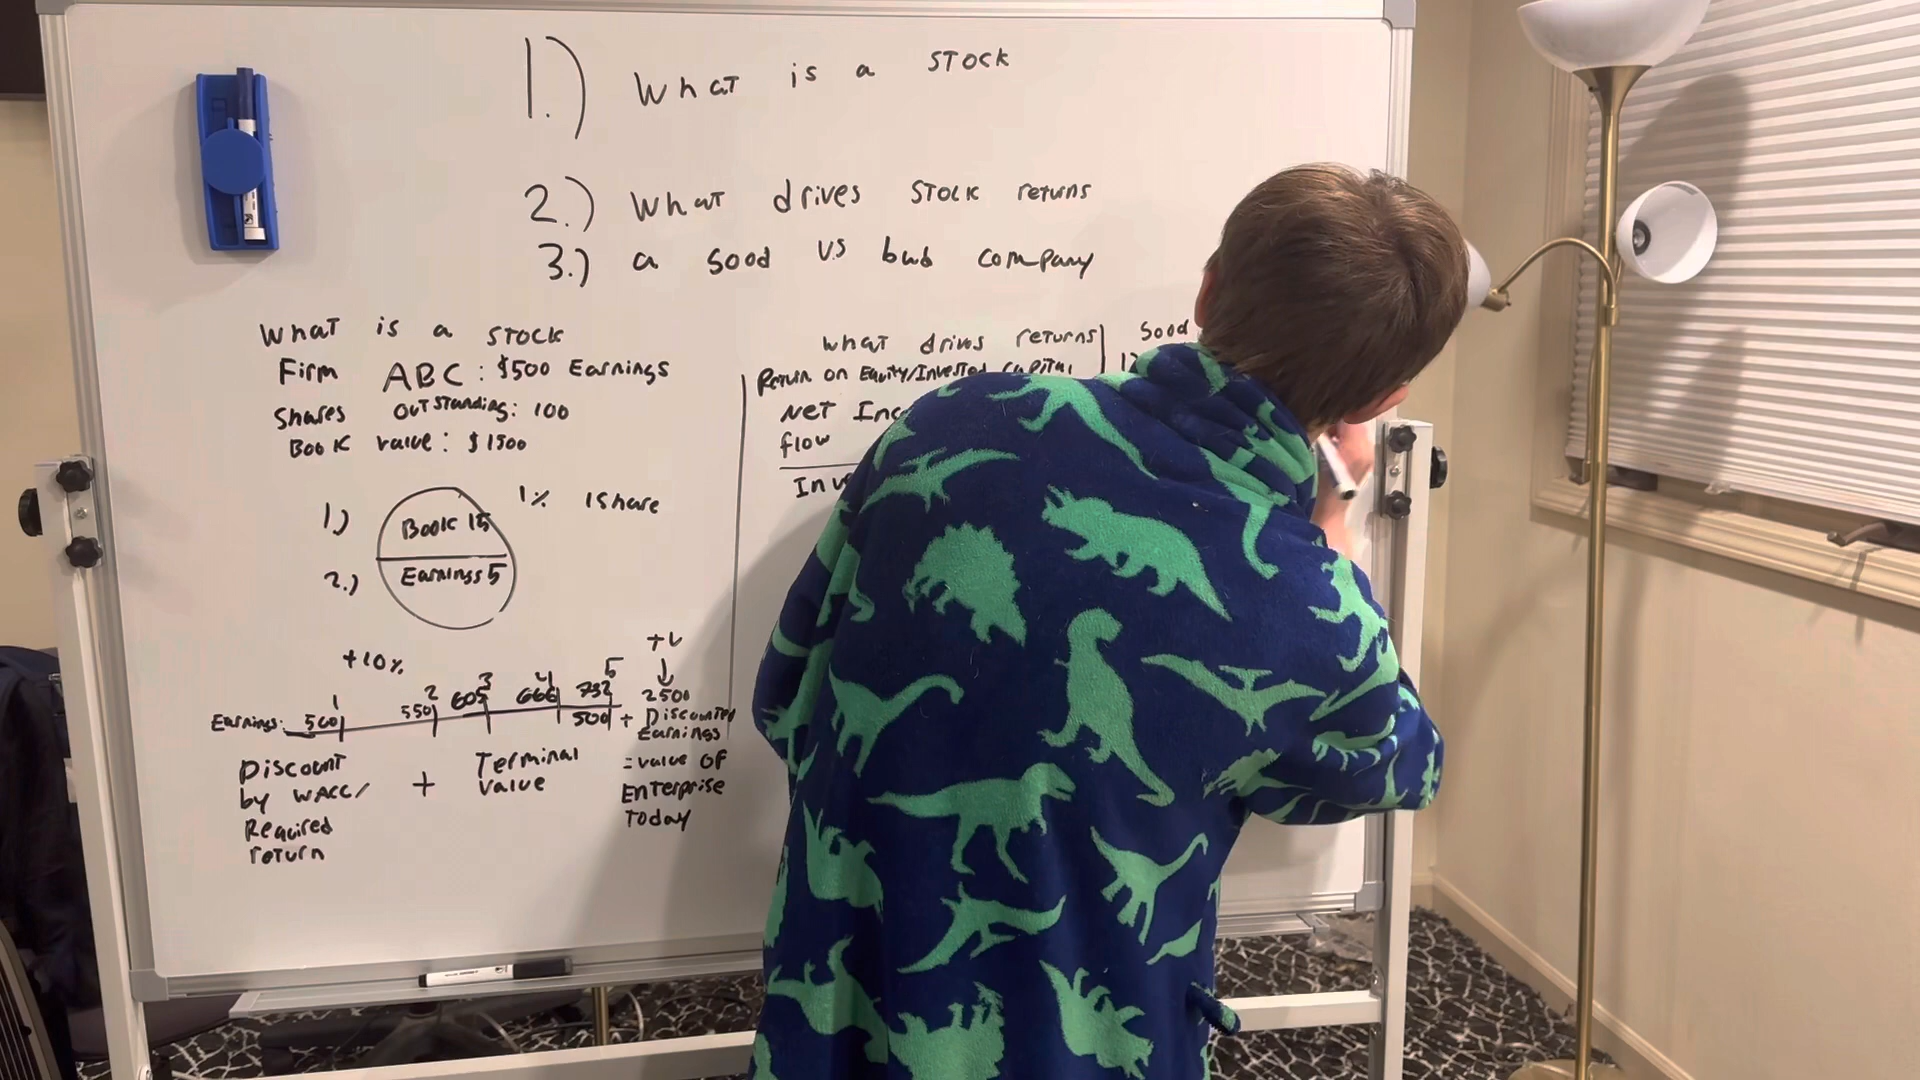 1.) What is a STOCK
2.) What drives STOCK returns
3.) a Good vs bad company
What is a STOCK
Firm ABC: $500 Earnings
Shares OUTSTanding: 100
Book value: $1500
1) Book 15 1% 1 Share
2.) Earnings 5
+10%
1 2 3 4 5
Earnings: 500 550 605 666 732 2500
500 + Discounted Earnings
Discount
by WACC/
Required
return
+
Terminal
value
= value OF
Enterprise
Today
What drives returns
Return on Equity/Invested Capital
NET
flow
Good